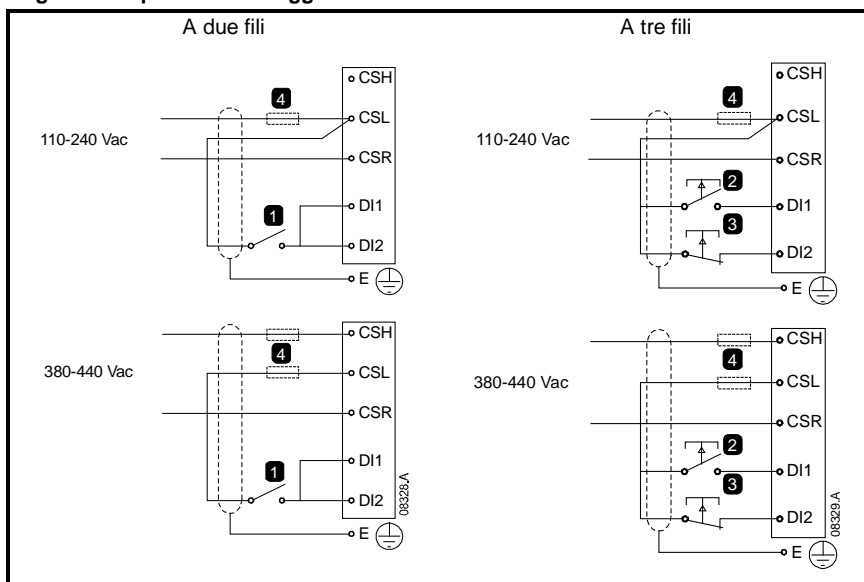 A due fili
A tre fili
CSH
4
CSL
110-240 Vac
CSR
DI1
1
DI2
E
CSH
4
CSL
110-240 Vac
CSR
2
DI1
3
DI2
E
CSH
4
CSL
380-440 Vac
CSR
DI1
1
DI2
E
08328.A
CSH
4
CSL
380-440 Vac
CSR
2
DI1
3
DI2
E
08329.A